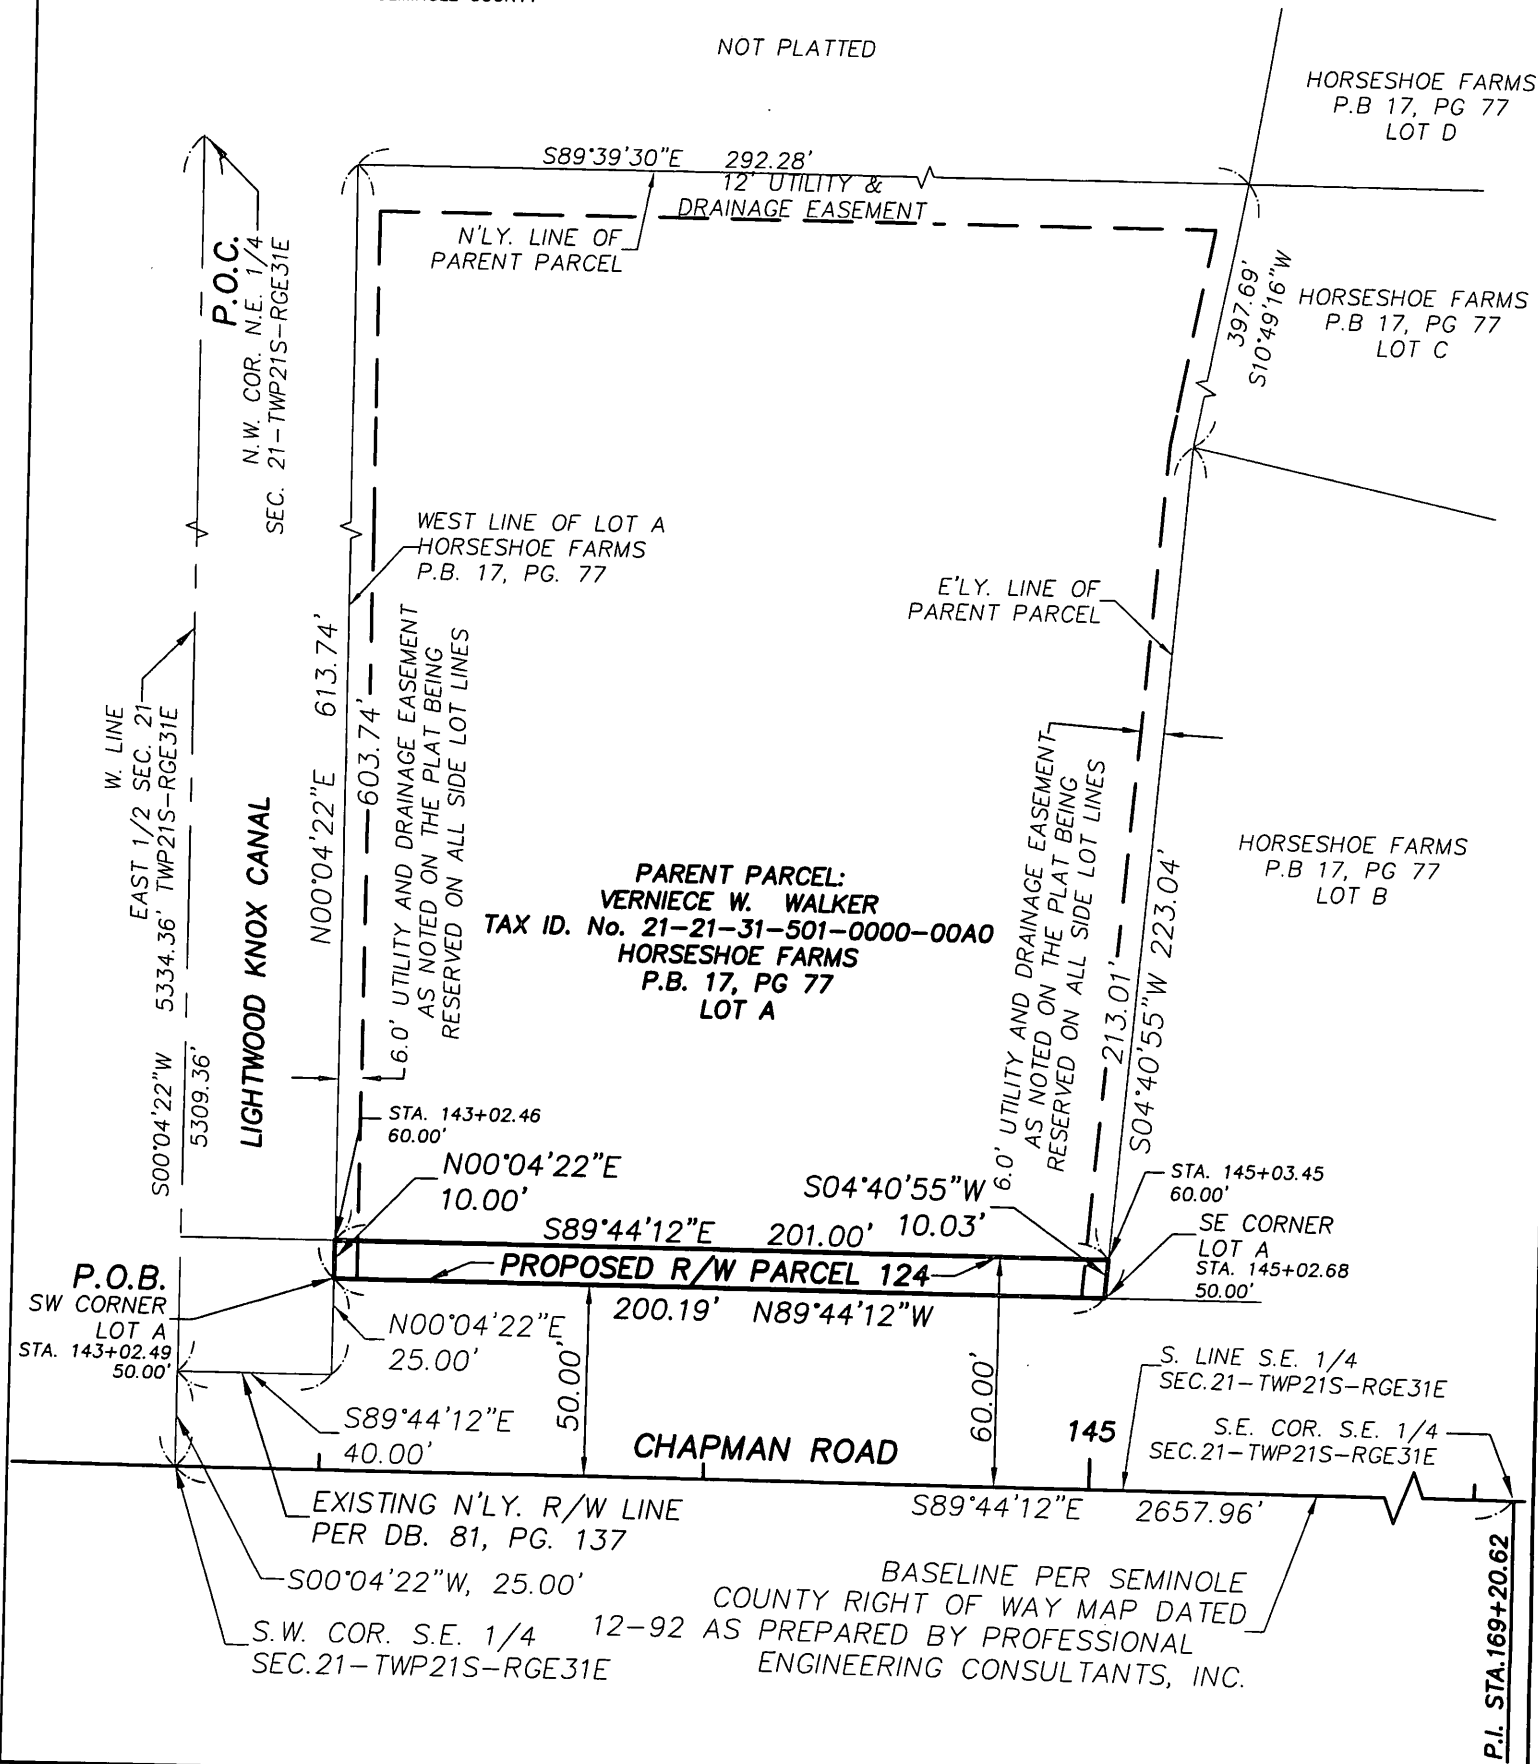 NOT PLATTED
HORSESHOE FARMS
P.B 17, PG 77
LOT D
S89°39'30"E 292.28'
12' UTILITY &
DRAINAGE EASEMENT
N'LY. LINE OF
PARENT PARCEL
P.O.C.
N.W. COR. N.E. 1/4
SEC. 21-TWP21S-RGE31E
397.69'
S10°49'16"W
HORSESHOE FARMS
P.B 17, PG 77
LOT C
WEST LINE OF LOT A
HORSESHOE FARMS
P.B. 17, PG. 77
E'LY. LINE OF
PARENT PARCEL
W. LINE
EAST 1/2 SEC. 21
S00°04'22"W 5334.36' TWP21S-RGE31E
5309.36'
LIGHTWOOD KNOX CANAL
N00°04'22"E 613.74'
603.74'
6.0' UTILITY AND DRAINAGE EASEMENT
AS NOTED ON THE PLAT BEING
RESERVED ON ALL SIDE LOT LINES
PARENT PARCEL:
VERNIECE W. WALKER
TAX ID. No. 21-21-31-501-0000-00A0
HORSESHOE FARMS
P.B. 17, PG 77
LOT A
6.0' UTILITY AND DRAINAGE EASEMENT
AS NOTED ON THE PLAT BEING
RESERVED ON ALL SIDE LOT LINES
213.01'
S04°40'55"W 223.04'
HORSESHOE FARMS
P.B 17, PG 77
LOT B
STA. 143+02.46
60.00'
N00°04'22"E
10.00'
S04°40'55"W
10.03'
STA. 145+03.45
60.00'
S89°44'12"E 201.00'
SE CORNER
LOT A
STA. 145+02.68
50.00'
PROPOSED R/W PARCEL 124
P.O.B.
SW CORNER
LOT A
STA. 143+02.49
50.00'
200.19' N89°44'12"W
N00°04'22"E
25.00'
50.00'
60.00'
S. LINE S.E. 1/4
SEC.21-TWP21S-RGE31E
S89°44'12"E
40.00'
CHAPMAN ROAD
145
S.E. COR. S.E. 1/4
SEC.21-TWP21S-RGE31E
EXISTING N'LY. R/W LINE
PER DB. 81, PG. 137
S89°44'12"E 2657.96'
S00°04'22"W, 25.00'
BASELINE PER SEMINOLE
COUNTY RIGHT OF WAY MAP DATED
12-92 AS PREPARED BY PROFESSIONAL
ENGINEERING CONSULTANTS, INC.
S.W. COR. S.E. 1/4
SEC.21-TWP21S-RGE31E
P.I. STA.169+20.62